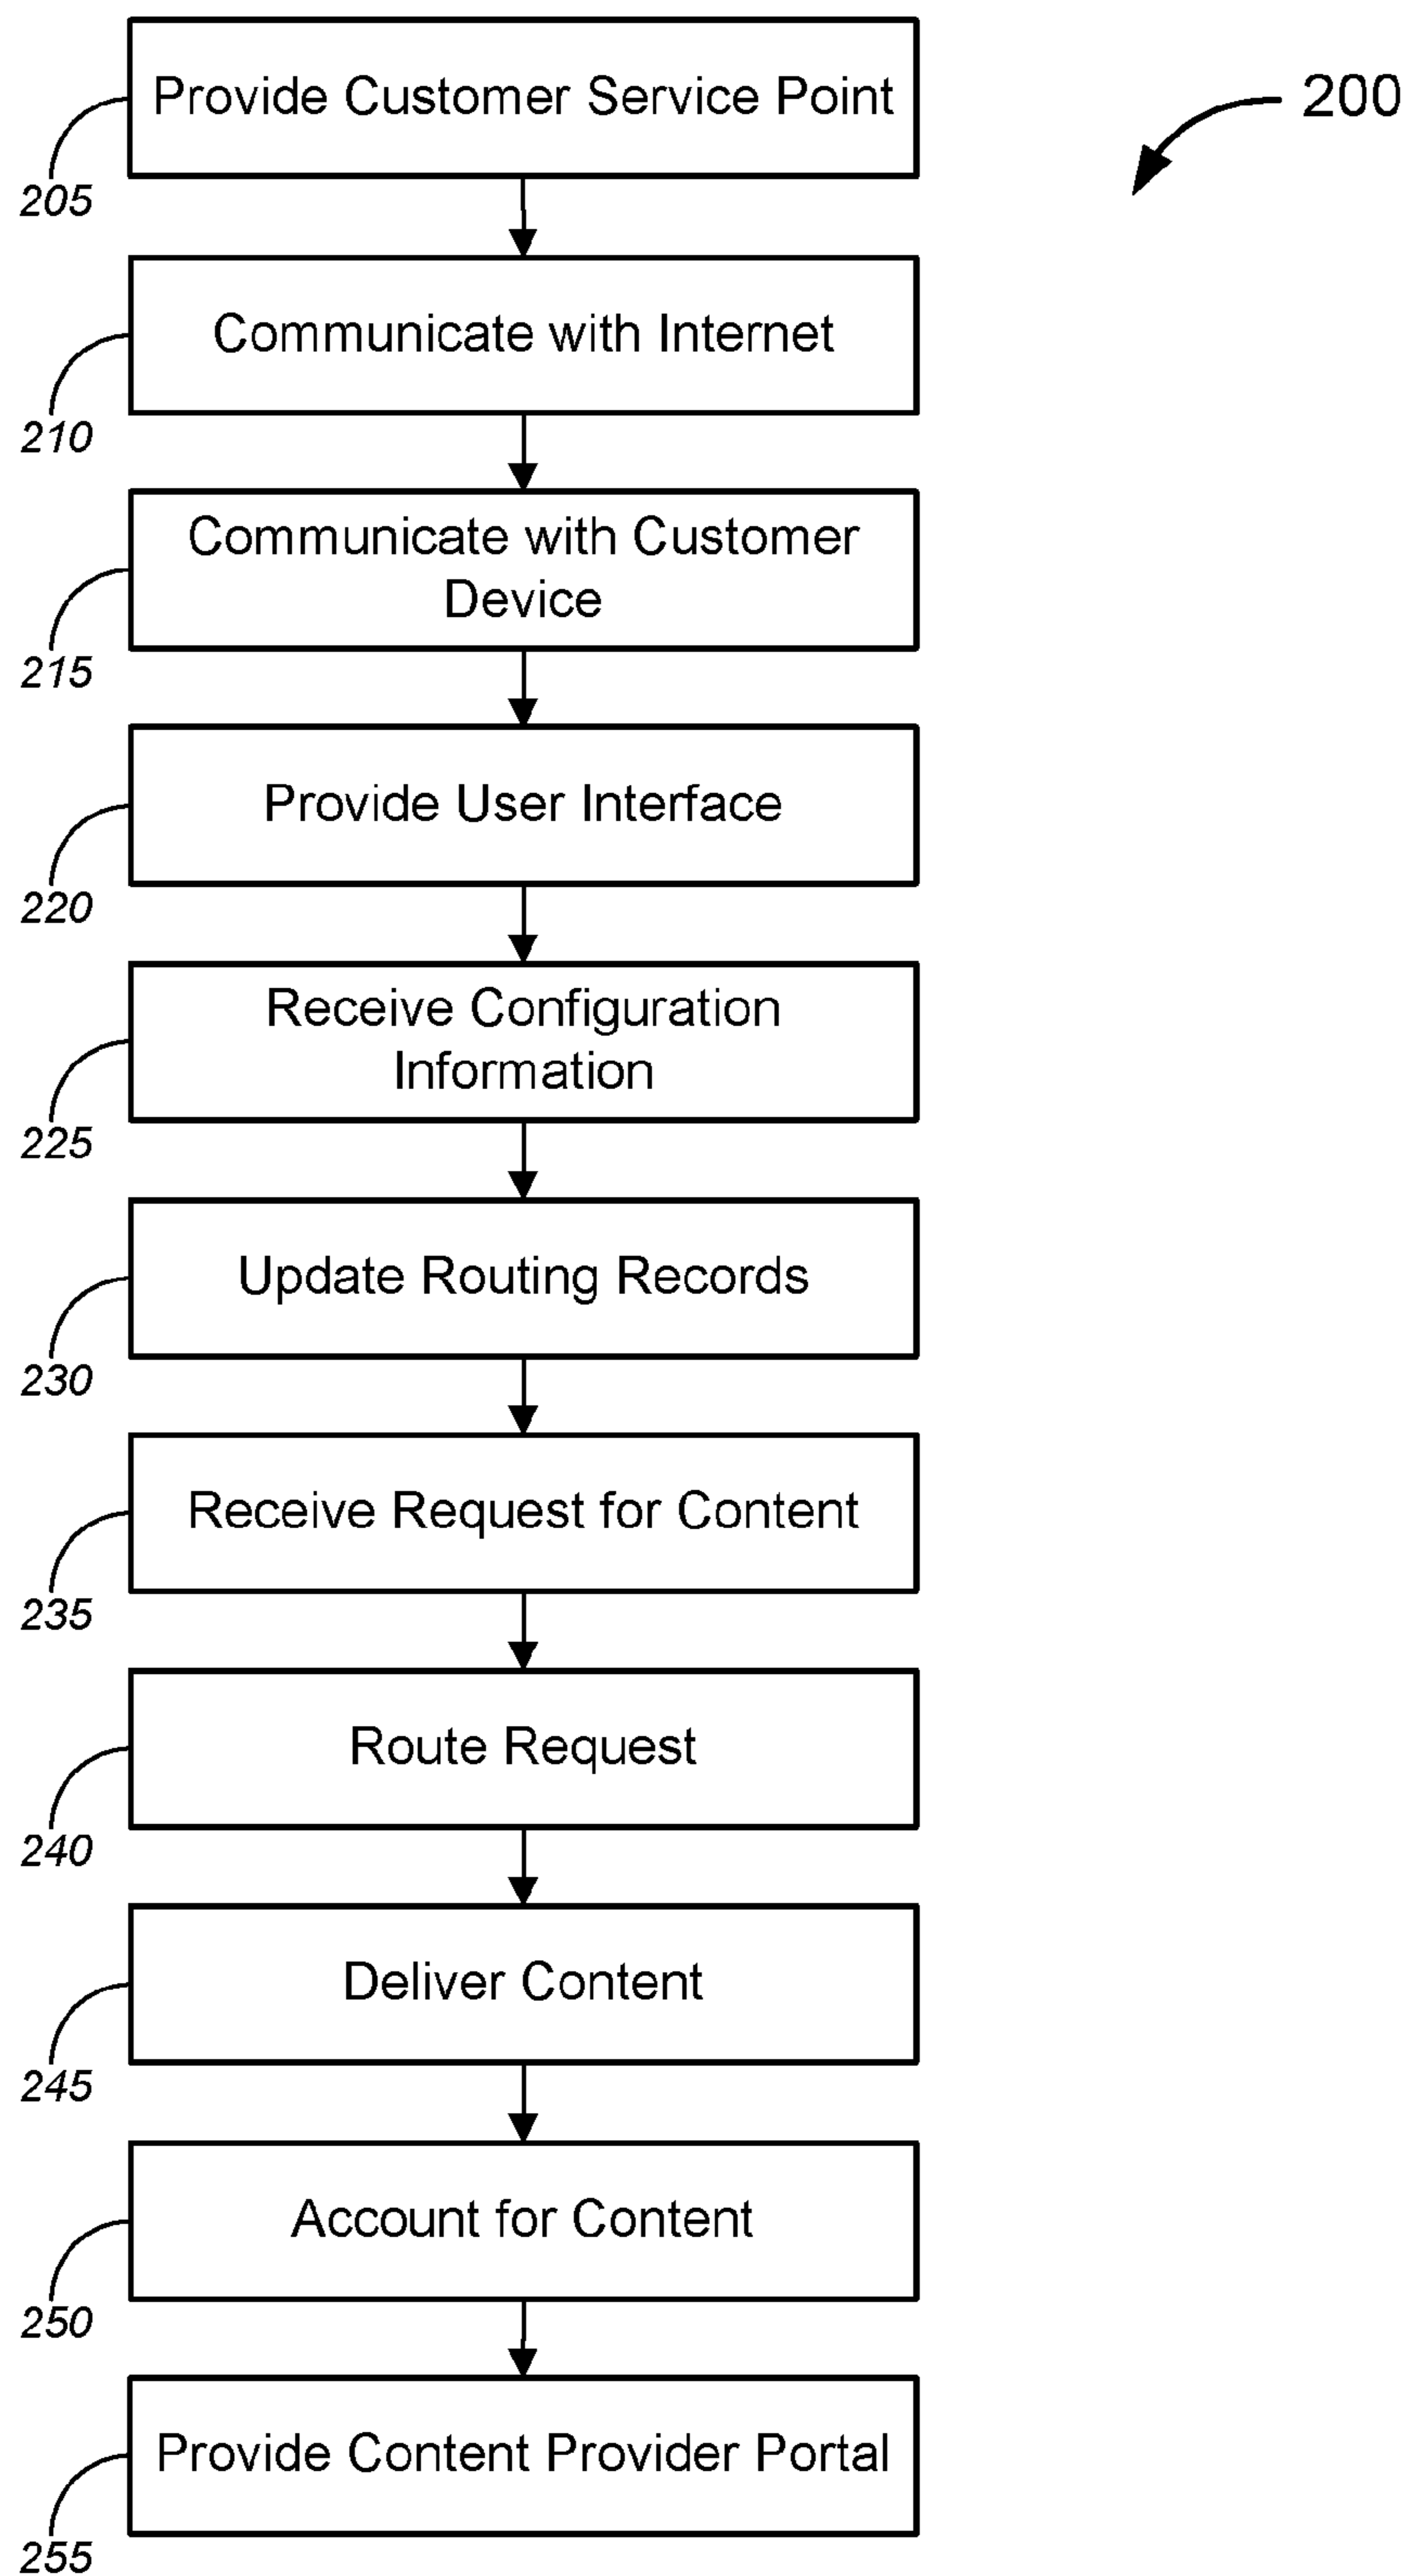 Provide Customer Service Point
200
205
Communicate with Internet
210
Communicate with Customer
Device
215
Provide User Interface
220
Receive Configuration
Information
225
Update Routing Records
230
Receive Request for Content
235
Route Request
240
Deliver Content
245
Account for Content
250
Provide Content Provider Portal
255